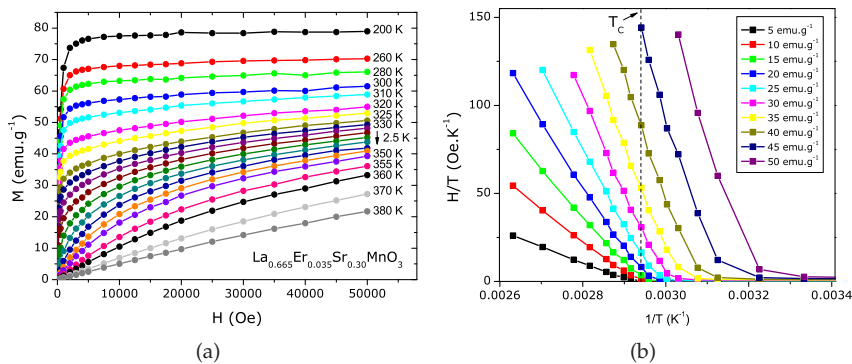 90
80
70
60
50
40
30
20
10
0
M (emu.g⁻¹)
200 K
260 K
280 K
300 K
310 K
320 K
325 K
330 K
2.5 K
350 K
355 K
360 K
370 K
380 K
La₀.₆₆₅Er₀.₀₃₅Sr₀.₃₀MnO₃
0 10000 20000 30000 40000 50000
H (Oe)
(a)
T_C
150
100
50
0
H/T (Oe.K⁻¹)
5 emu.g⁻¹
10 emu.g⁻¹
15 emu.g⁻¹
20 emu.g⁻¹
25 emu.g⁻¹
30 emu.g⁻¹
35 emu.g⁻¹
40 emu.g⁻¹
45 emu.g⁻¹
50 emu.g⁻¹
0.0026 0.0028 0.0030 0.0032 0.0034
1/T (K⁻¹)
(b)